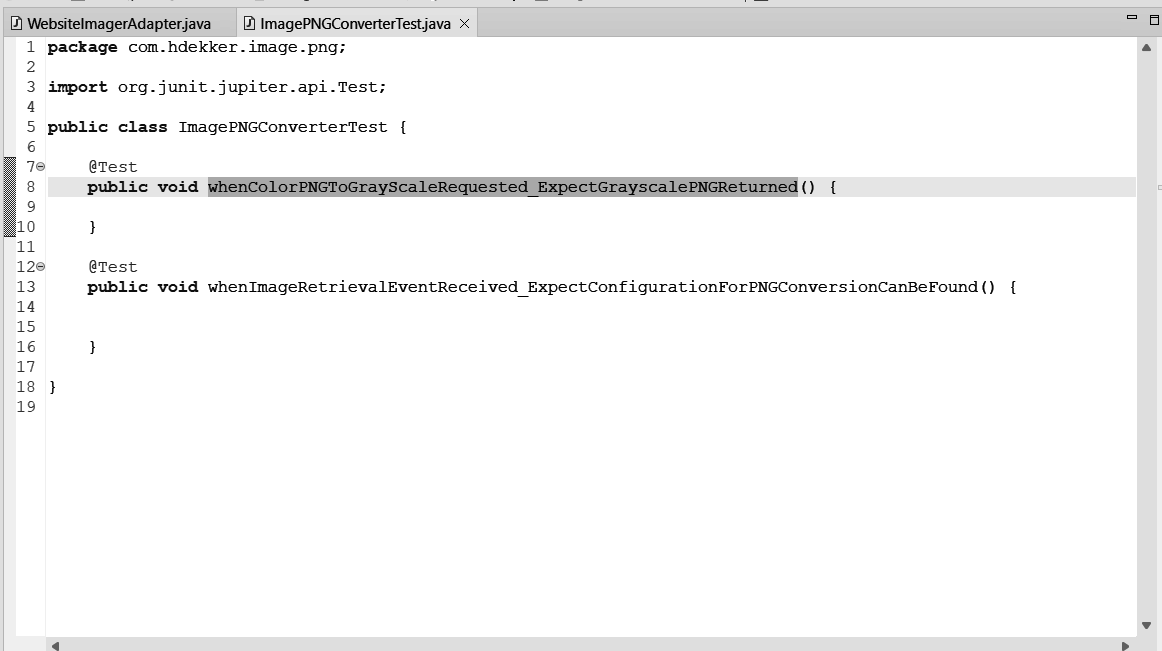 WebsiteImagerAdapter.java ImagePNGConverterTest.java
1 package com.hdekker.image.png;
2
3 import org.junit.jupiter.api.Test;
4
5 public class ImagePNGConverterTest {
6
7 @Test
8 public void whenColorPNGToGrayScaleRequested_ExpectGrayscalePNGReturned() {
9
10 }
11
12 @Test
13 public void whenImageRetrievalEventReceived_ExpectConfigurationForPNGConversionCanBeFound() {
14
15
16 }
17
18 }
19